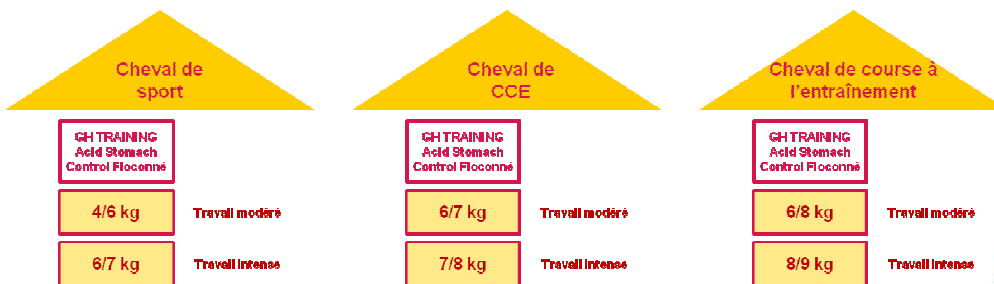 Cheval de
sport
GH TRAINING
Acid Stomach
Control Floconné
4/6 kg
Travail modéré
6/7 kg
Travail intense
Cheval de
CCE
GH TRAINING
Acid Stomach
Control Floconné
6/7 kg
Travail modéré
7/8 kg
Travail intense
Cheval de course à
l'entraînement
GH TRAINING
Acid Stomach
Control Floconné
6/8 kg
Travail modéré
8/9 kg
Travail intense